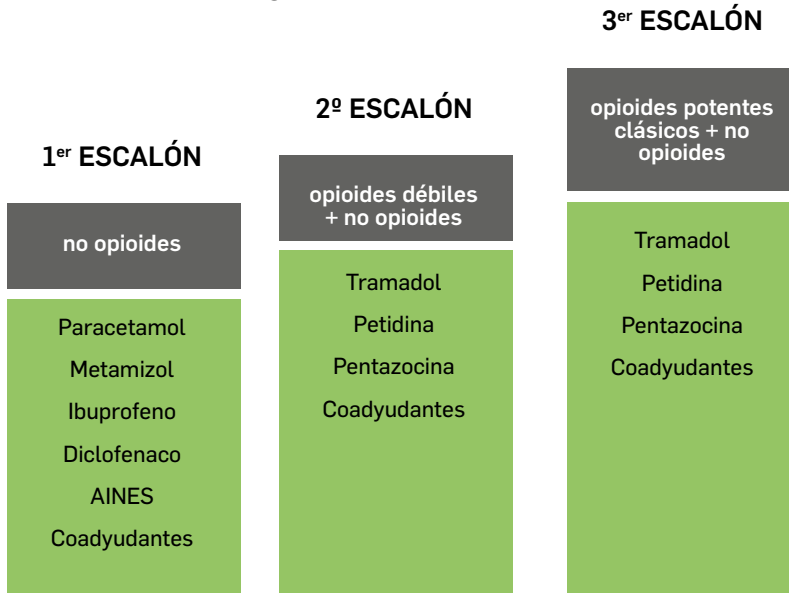 1er ESCALÓN
no opioides
Paracetamol
Metamizol
Ibuprofeno
Diclofenaco
AINES
Coadyudantes
2º ESCALÓN
opioides débiles
+ no opioides
Tramadol
Petidina
Pentazocina
Coadyudantes
3er ESCALÓN
opioides potentes
clásicos + no
opioides
Tramadol
Petidina
Pentazocina
Coadyudantes